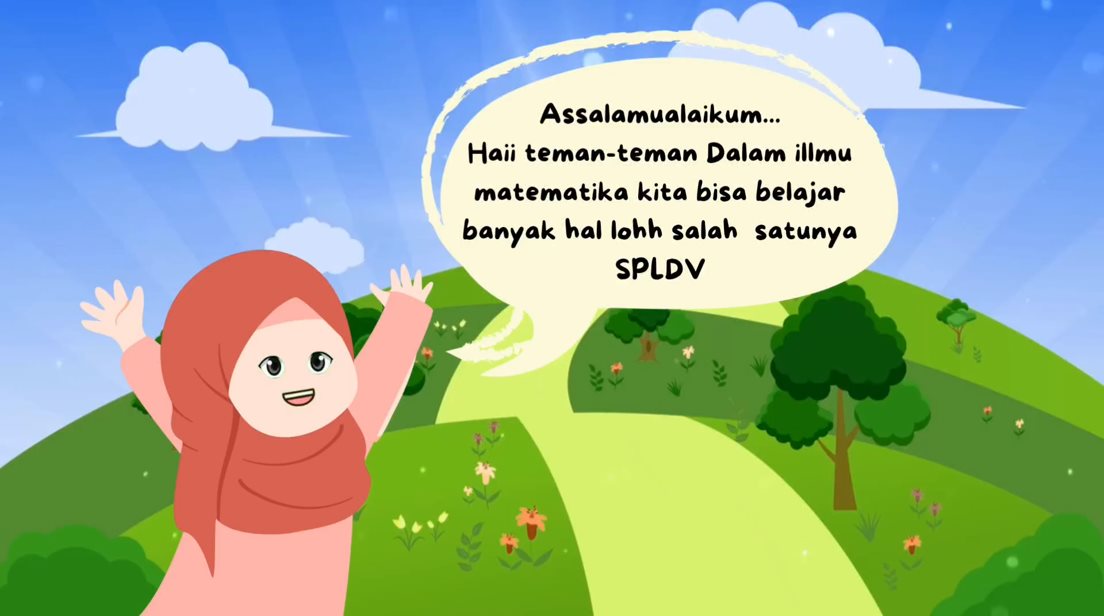 Assalamualaikum...
Haii teman-teman Dalam illmu
matematika kita bisa belajar
banyak hal lohh salah satunya
SPLDV